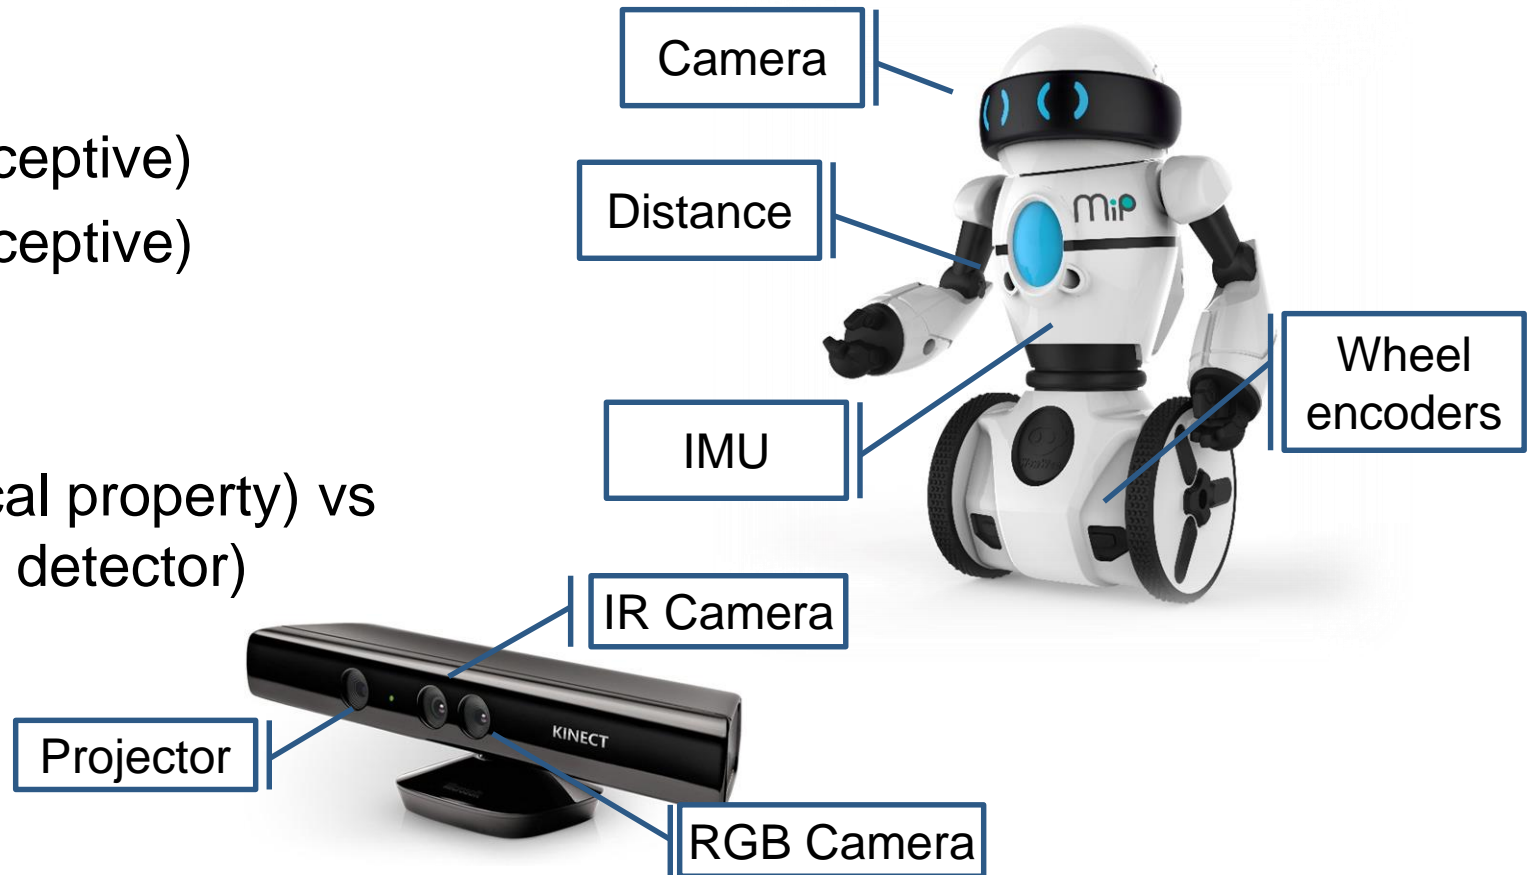 Camera
ceptive)
Distance
ceptive)
MiP
Wheel
encoders
IMU
cal property) vs
detector)
IR Camera
KINECT
Projector
RGB Camera